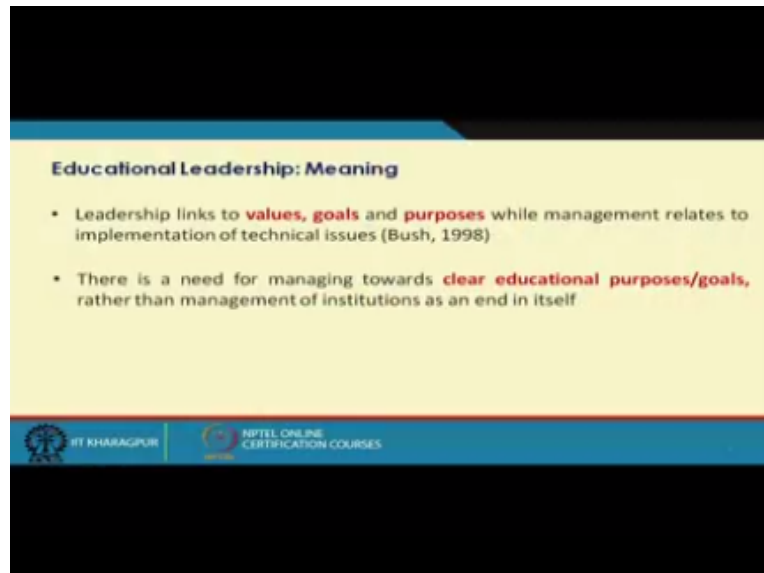 Educational Leadership: Meaning
• Leadership links to values, goals and purposes while management relates to
implementation of technical issues (Bush, 1998)
• There is a need for managing towards clear educational purposes/goals,
rather than management of institutions as an end in itself
IIT KHARAGPUR
NPTEL ONLINE
CERTIFICATION COURSES